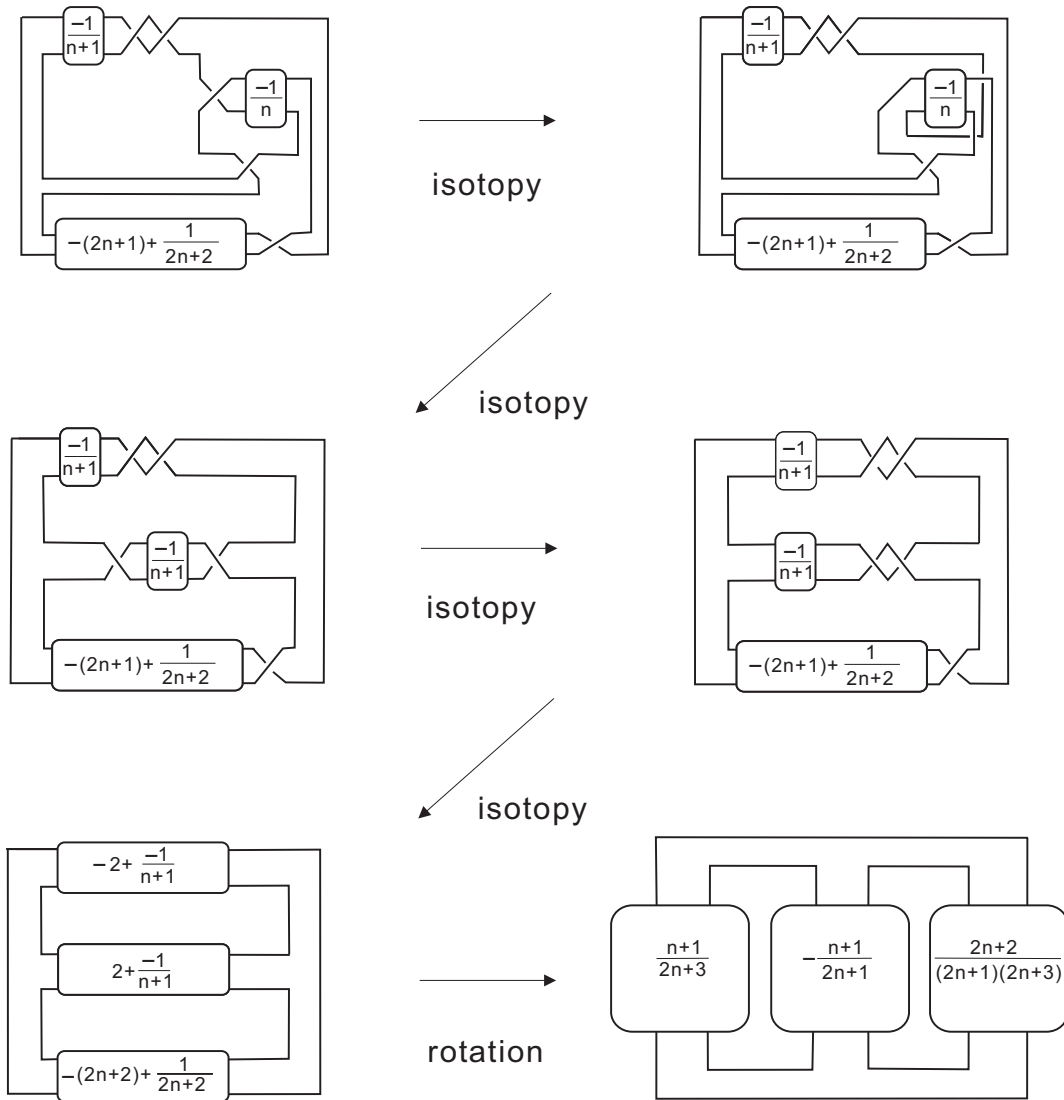 −1/n+1
−1/n
−(2n+1)+ 1/2n+2
isotopy
−1/n+1
−1/n
−(2n+1)+ 1/2n+2
isotopy
−1/n+1
−1/n+1
−(2n+1)+ 1/2n+2
isotopy
−1/n+1
−1/n+1
−(2n+1)+ 1/2n+2
isotopy
−2+ −1/n+1
2+ −1/n+1
−(2n+2)+ 1/2n+2
rotation
n+1/2n+3
− n+1/2n+1
2n+2/(2n+1)(2n+3)